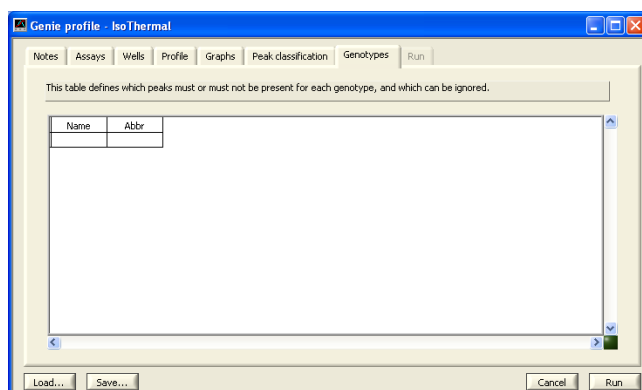 Genie profile - IsoThermal
Notes Assays Wells Profile Graphs Peak classification Genotypes Run
This table defines which peaks must or must not be present for each genotype, and which can be ignored.
Name Abbr
Load... Save... Cancel Run